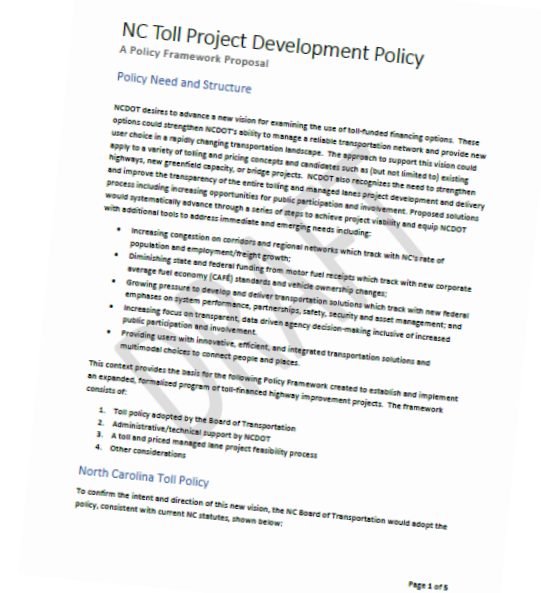 NC Toll Project Development Policy
A Policy Framework Proposal
Policy Need and Structure
NCDOT desires to advance a new vision for examining the use of toll-funded financing options. These
options could strengthen NCDOT's ability to manage a reliable transportation network and provide new
user choice in a rapidly changing transportation landscape. The approach to support this vision could
apply to a variety of tolling and pricing concepts and candidates such as (but not limited to) existing
highways, new greenfield capacity, or bridge projects. NCDOT also recognizes the need to strengthen
and improve the transparency of the entire tolling and managed lanes project development and delivery
process including increasing opportunities for public participation and involvement. Proposed solutions
would systematically advance through a series of steps to achieve project viability and equip NCDOT
with additional tools to address immediate and emerging needs including:
• Increasing congestion on corridors and regional networks which track with NC's rate of
population and employment/freight growth;
• Diminishing state and federal funding from motor fuel receipts which track with new corporate
average fuel economy (CAFÉ) standards and vehicle ownership changes;
• Growing pressure to develop and deliver transportation solutions which track with new federal
emphases on system performance, partnerships, safety, security and asset management; and
• Increasing focus on transparent, data driven agency decision-making inclusive of increased
public participation and involvement.
• Providing users with innovative, efficient, and integrated transportation solutions and
multimodal choices to connect people and places.
This context provides the basis for the following Policy Framework created to establish and implement
an expanded, formalized program of toll-financed highway improvement projects. The framework
consists of:
1. Toll policy adopted by the Board of Transportation
2. Administrative/technical support by NCDOT
3. A toll and priced managed lane project feasibility process
4. Other considerations
North Carolina Toll Policy
To confirm the intent and direction of this new vision, the NC Board of Transportation would adopt the
policy, consistent with current NC statutes, shown below:
Page 1 of 5
DRAFT